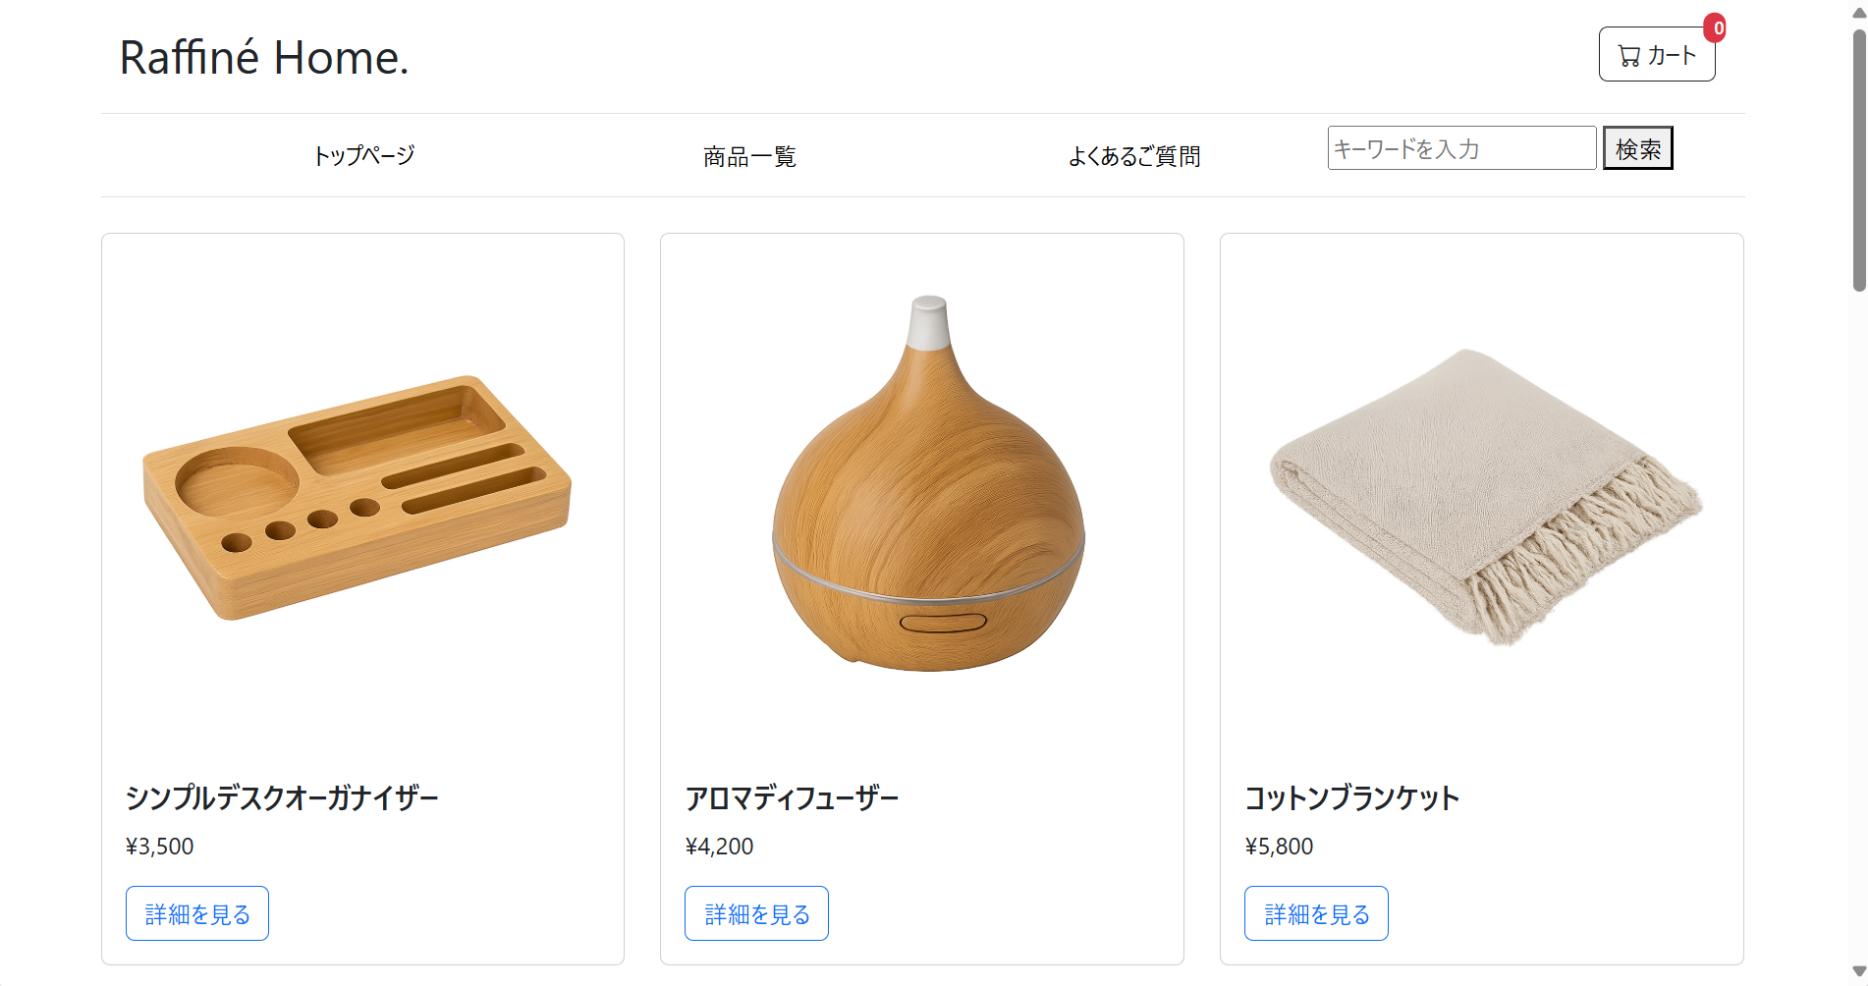 Raffiné Home.
0
カート
トップページ 商品一覧 よくあるご質問 キーワードを入力 検索
シンプルデスクオーガナイザー
¥3,500
詳細を見る
アロマディフューザー
¥4,200
詳細を見る
コットンブランケット
¥5,800
詳細を見る